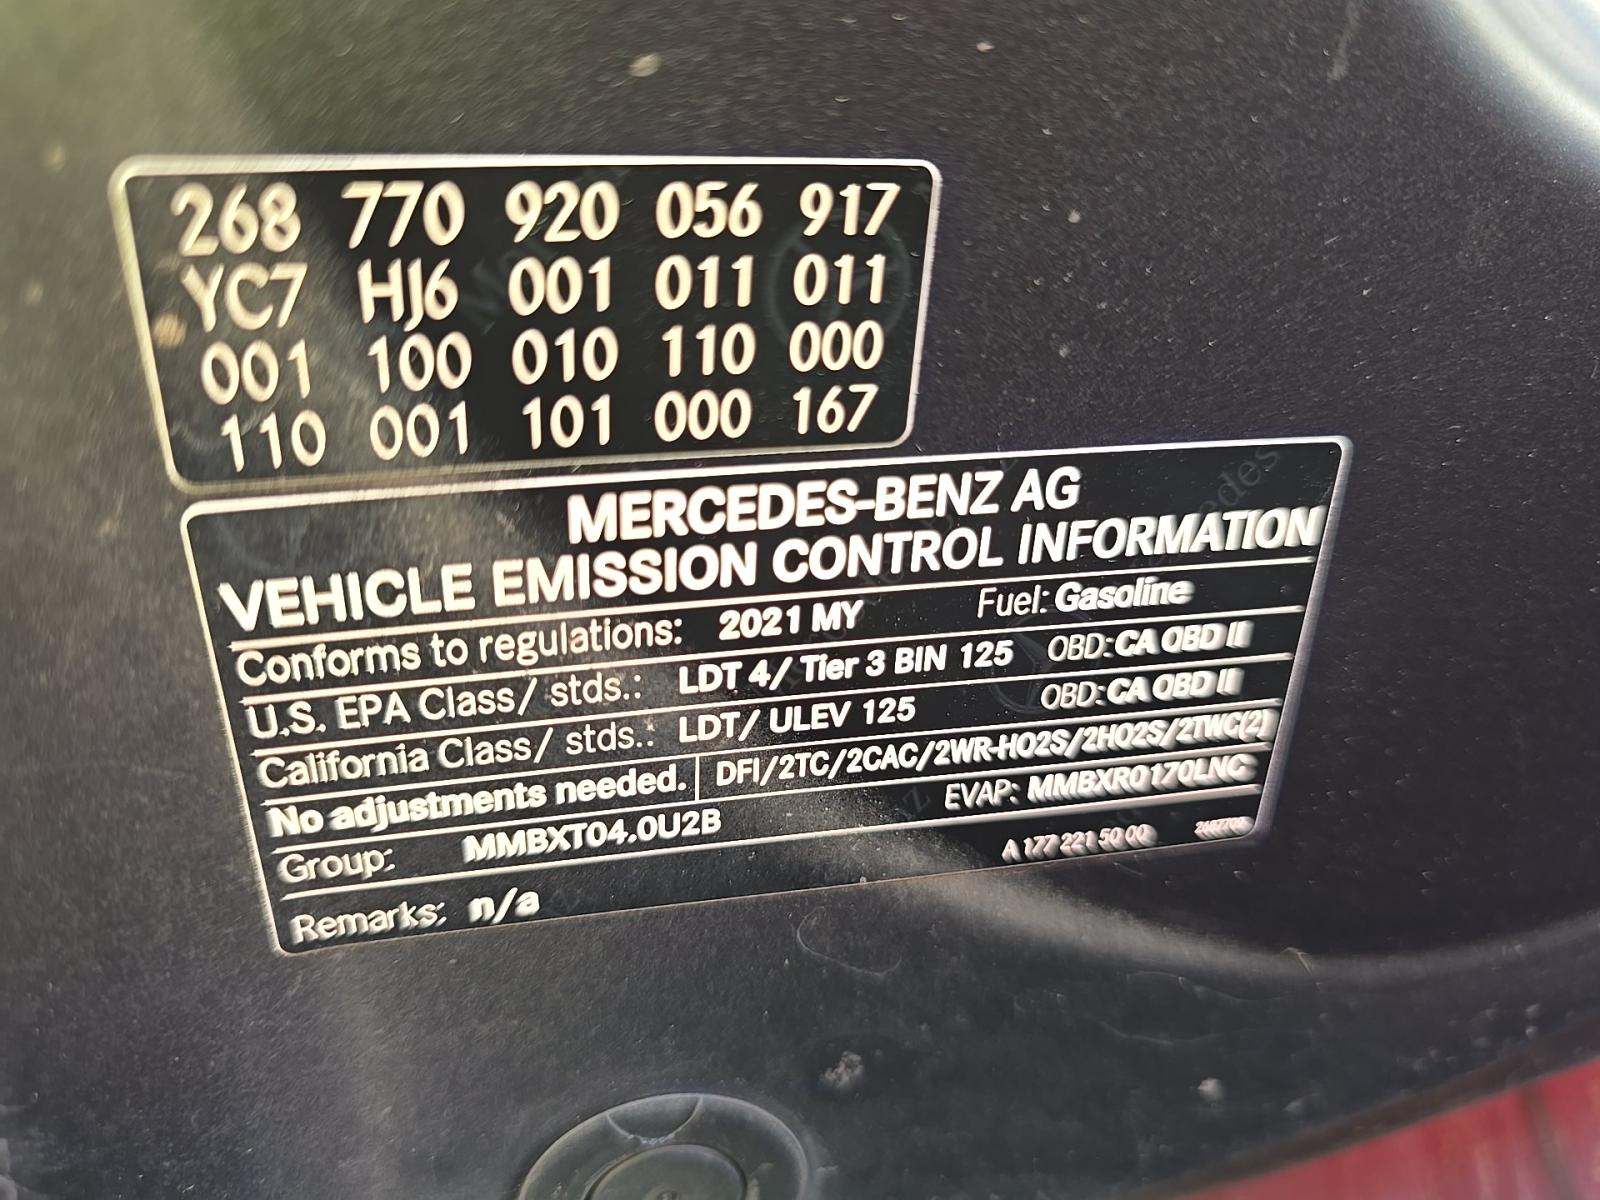 268 770 920 056 917
YC7 HJ6 001 011 011
001 100 010 110 000
110 001 101 000 167
MERCEDES-BENZ AG
VEHICLE EMISSION CONTROL INFORMATION
Conforms to regulations: 2021 MY Fuel: Gasoline
U.S. EPA Class/ stds.: LDT 4/ Tier 3 BIN 125 OBD: CA OBD II
California Class/ stds.: LDT/ ULEV 125 OBD: CA OBD II
No adjustments needed. DFI/2TC/2CAC/2WR-HO2S/2HO2S/2TWC(2)
Group: MMBXT04.0U2B EVAP: MMBXR0170LNC
Remarks: n/a A 177 221 50 00